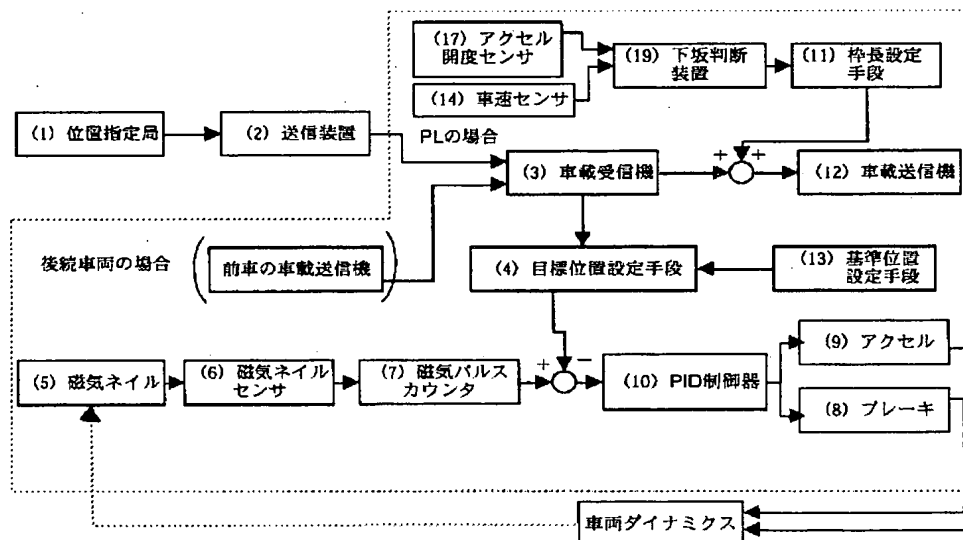 (17) アクセル
開度センサ
(19) 下坂判断
装置
(11) 枠長設定
手段
(14) 車速センサ
(1) 位置指定局
(2) 送信装置
PLの場合
(3) 車載受信機
+
+
(12) 車載送信機
後続車両の場合
前車の車載送信機
(4) 目標位置設定手段
(13) 基準位置
設定手段
(5) 磁気ネイル
(6) 磁気ネイル
センサ
(7) 磁気パルス
カウンタ
+
−
(10) PID制御器
(9) アクセル
(8) ブレーキ
車両ダイナミクス